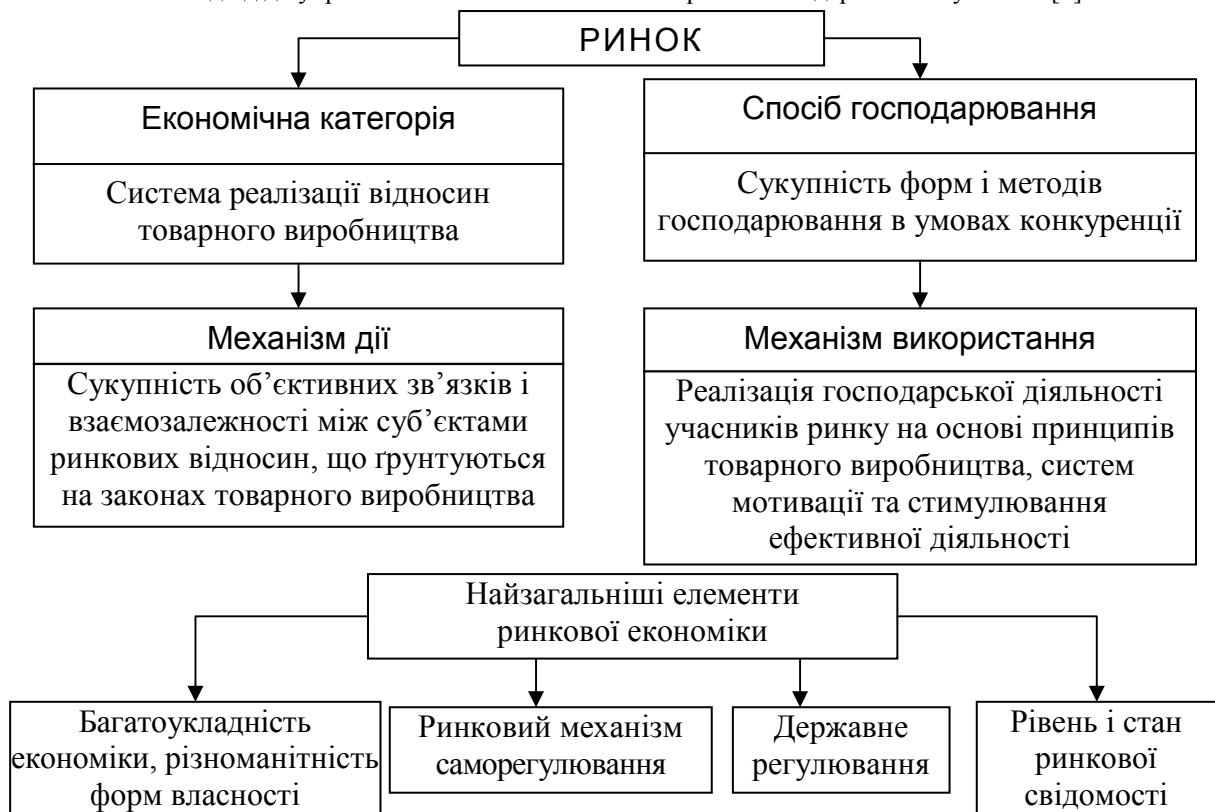 РИНОК
Економічна категорія
Система реалізації відносин
товарного виробництва
Спосіб господарювання
Сукупність форм і методів
господарювання в умовах конкуренції
Механізм дії
Сукупність об’єктивних зв’язків і
взаємозалежності між суб’єктами
ринкових відносин, що ґрунтуються
на законах товарного виробництва
Механізм використання
Реалізація господарської діяльності
учасників ринку на основі принципів
товарного виробництва, систем
мотивації та стимулювання
ефективної діяльності
Найзагальніші елементи
ринкової економіки
Багатоукладність
економіки, різноманітність
форм власності
Ринковий механізм
саморегулювання
Державне
регулювання
Рівень і стан
ринкової
свідомості